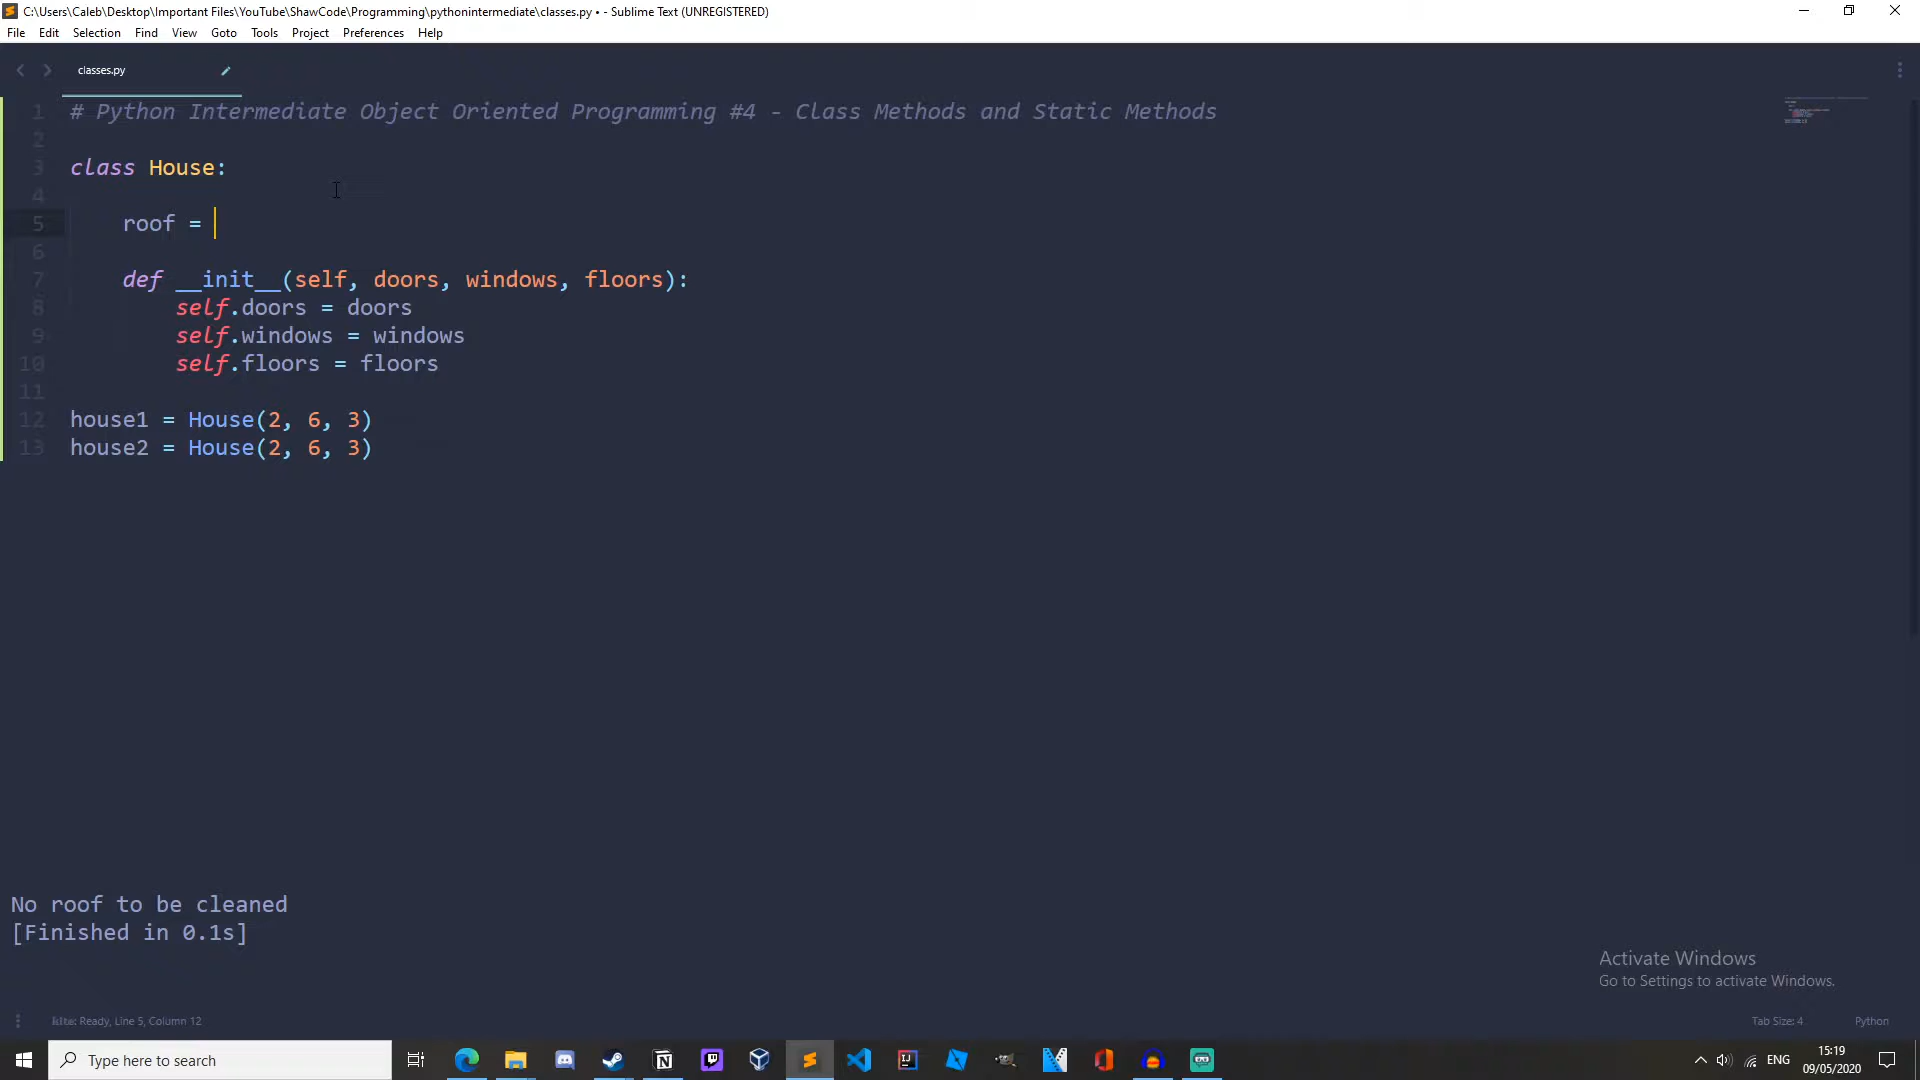 C:\Users\Caleb\Desktop\Important Files\YouTube\ShawCode\Programming\pythonintermediate\classes.py • - Sublime Text (UNREGISTERED)
File Edit Selection Find View Goto Tools Project Preferences Help
classes.py
1 # Python Intermediate Object Oriented Programming #4 - Class Methods and Static Methods
2
3 class House:
4
5 roof =
6
7 def __init__(self, doors, windows, floors):
8 self.doors = doors
9 self.windows = windows
10 self.floors = floors
11
12 house1 = House(2, 6, 3)
13 house2 = House(2, 6, 3)
No roof to be cleaned
[Finished in 0.1s]
Activate Windows
Go to Settings to activate Windows.
Ready, Line 5, Column 12 Tab Size: 4 Python
Type here to search ENG 15:19
09/05/2020